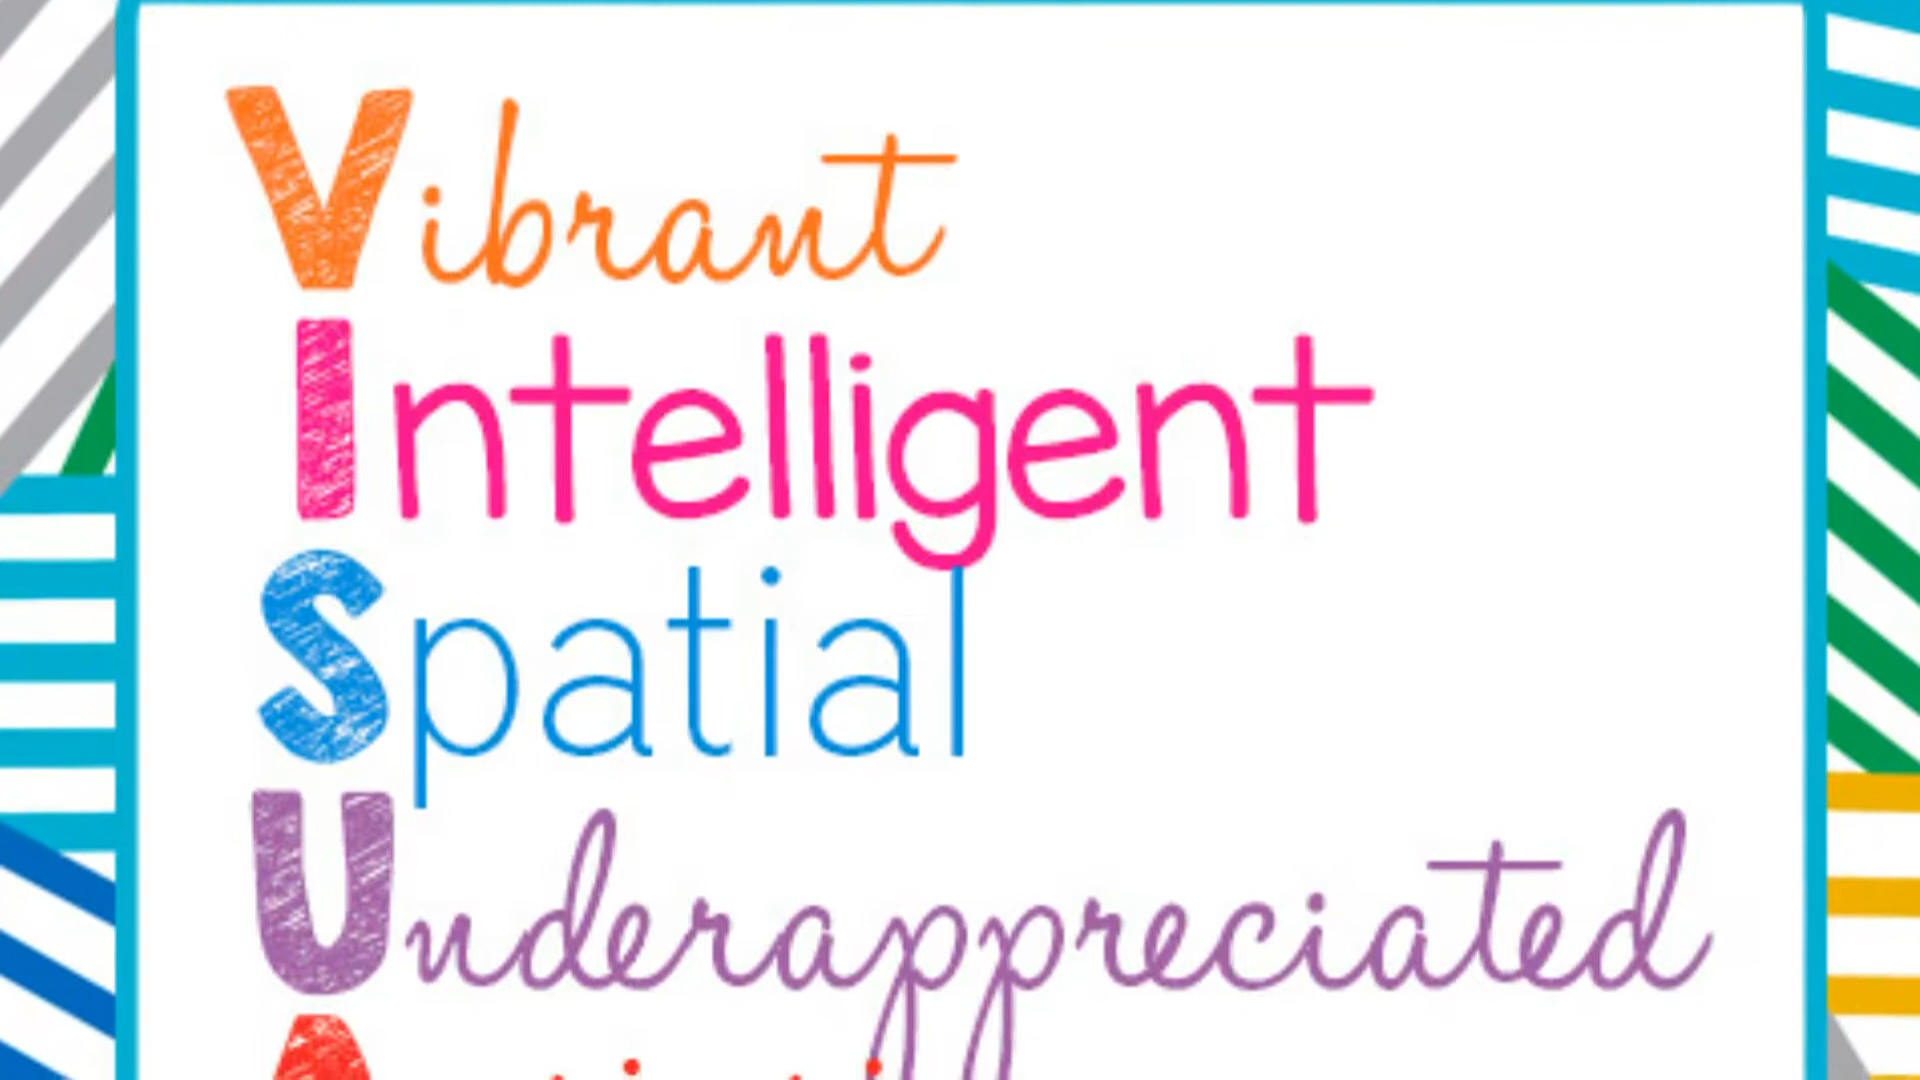 Vibrant
Intelligent
Spatial
Underappreciated